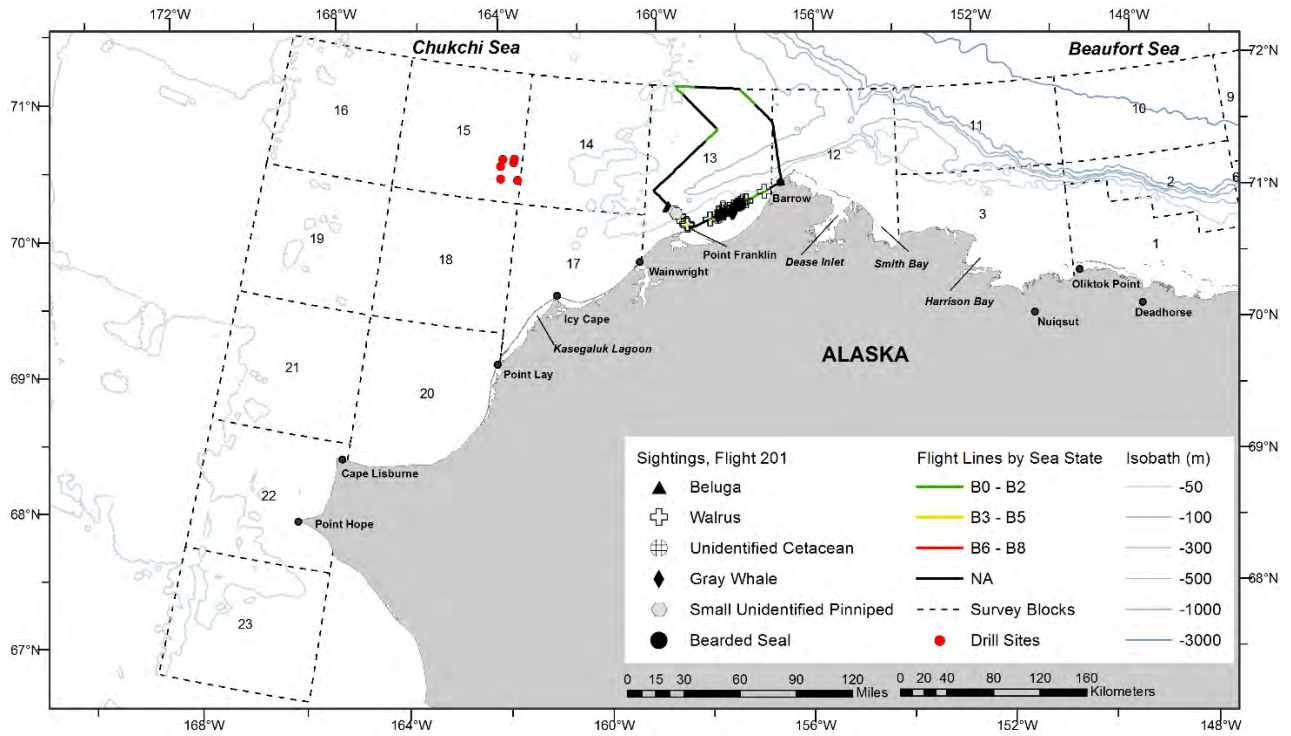 172°W 168°W 164°W 160°W 156°W 152°W 148°W
Chukchi Sea Beaufort Sea
72°N
71°N
71°N
70°N
70°N
69°N
69°N
68°N
68°N
67°N
16
15
14
13
12
11
10
9
6
2
3
1
19
18
17
21
20
22
23
Barrow
Point Franklin
Dease Inlet
Smith Bay
Wainwright
Harrison Bay
Oliktok Point
Icy Cape
Nuiqsut
Deadhorse
Kasegaluk Lagoon
ALASKA
Point Lay
Cape Lisburne
Point Hope
Sightings, Flight 201
Beluga
Walrus
Unidentified Cetacean
Gray Whale
Small Unidentified Pinniped
Bearded Seal
Flight Lines by Sea State
B0 - B2
B3 - B5
B6 - B8
NA
Survey Blocks
Drill Sites
Isobath (m)
-50
-100
-300
-500
-1000
-3000
0 15 30 60 90 120 Miles
0 20 40 80 120 160 Kilometers
168°W 164°W 160°W 156°W 152°W 148°W